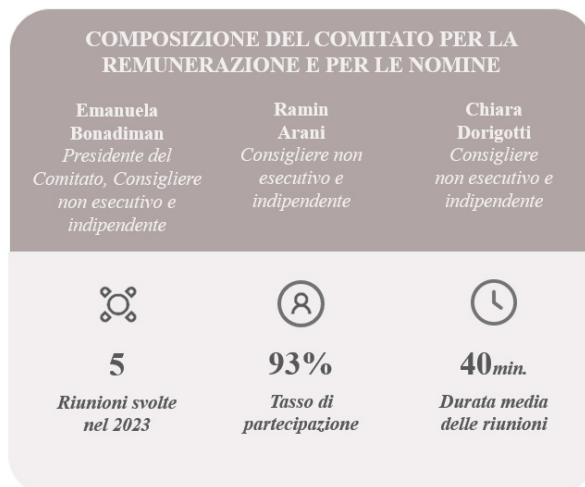 COMPOSIZIONE DEL COMITATO PER LA
REMUNERAZIONE E PER LE NOMINE
Emanuela
Bonadiman
Presidente del
Comitato, Consigliere
non esecutivo e
indipendente
Ramin
Arani
Consigliere non
esecutivo e
indipendente
Chiara
Dorigotti
Consigliere
non esecutivo e
indipendente
5
Riunioni svolte
nel 2023
93%
Tasso di
partecipazione
40min.
Durata media
delle riunioni